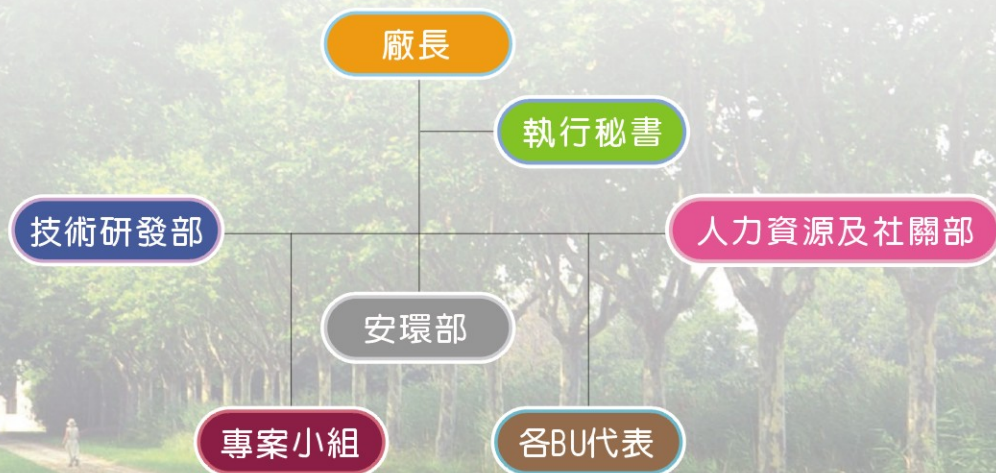 廠長
執行秘書
技術研發部
人力資源及社關部
安環部
專案小組
各BU代表